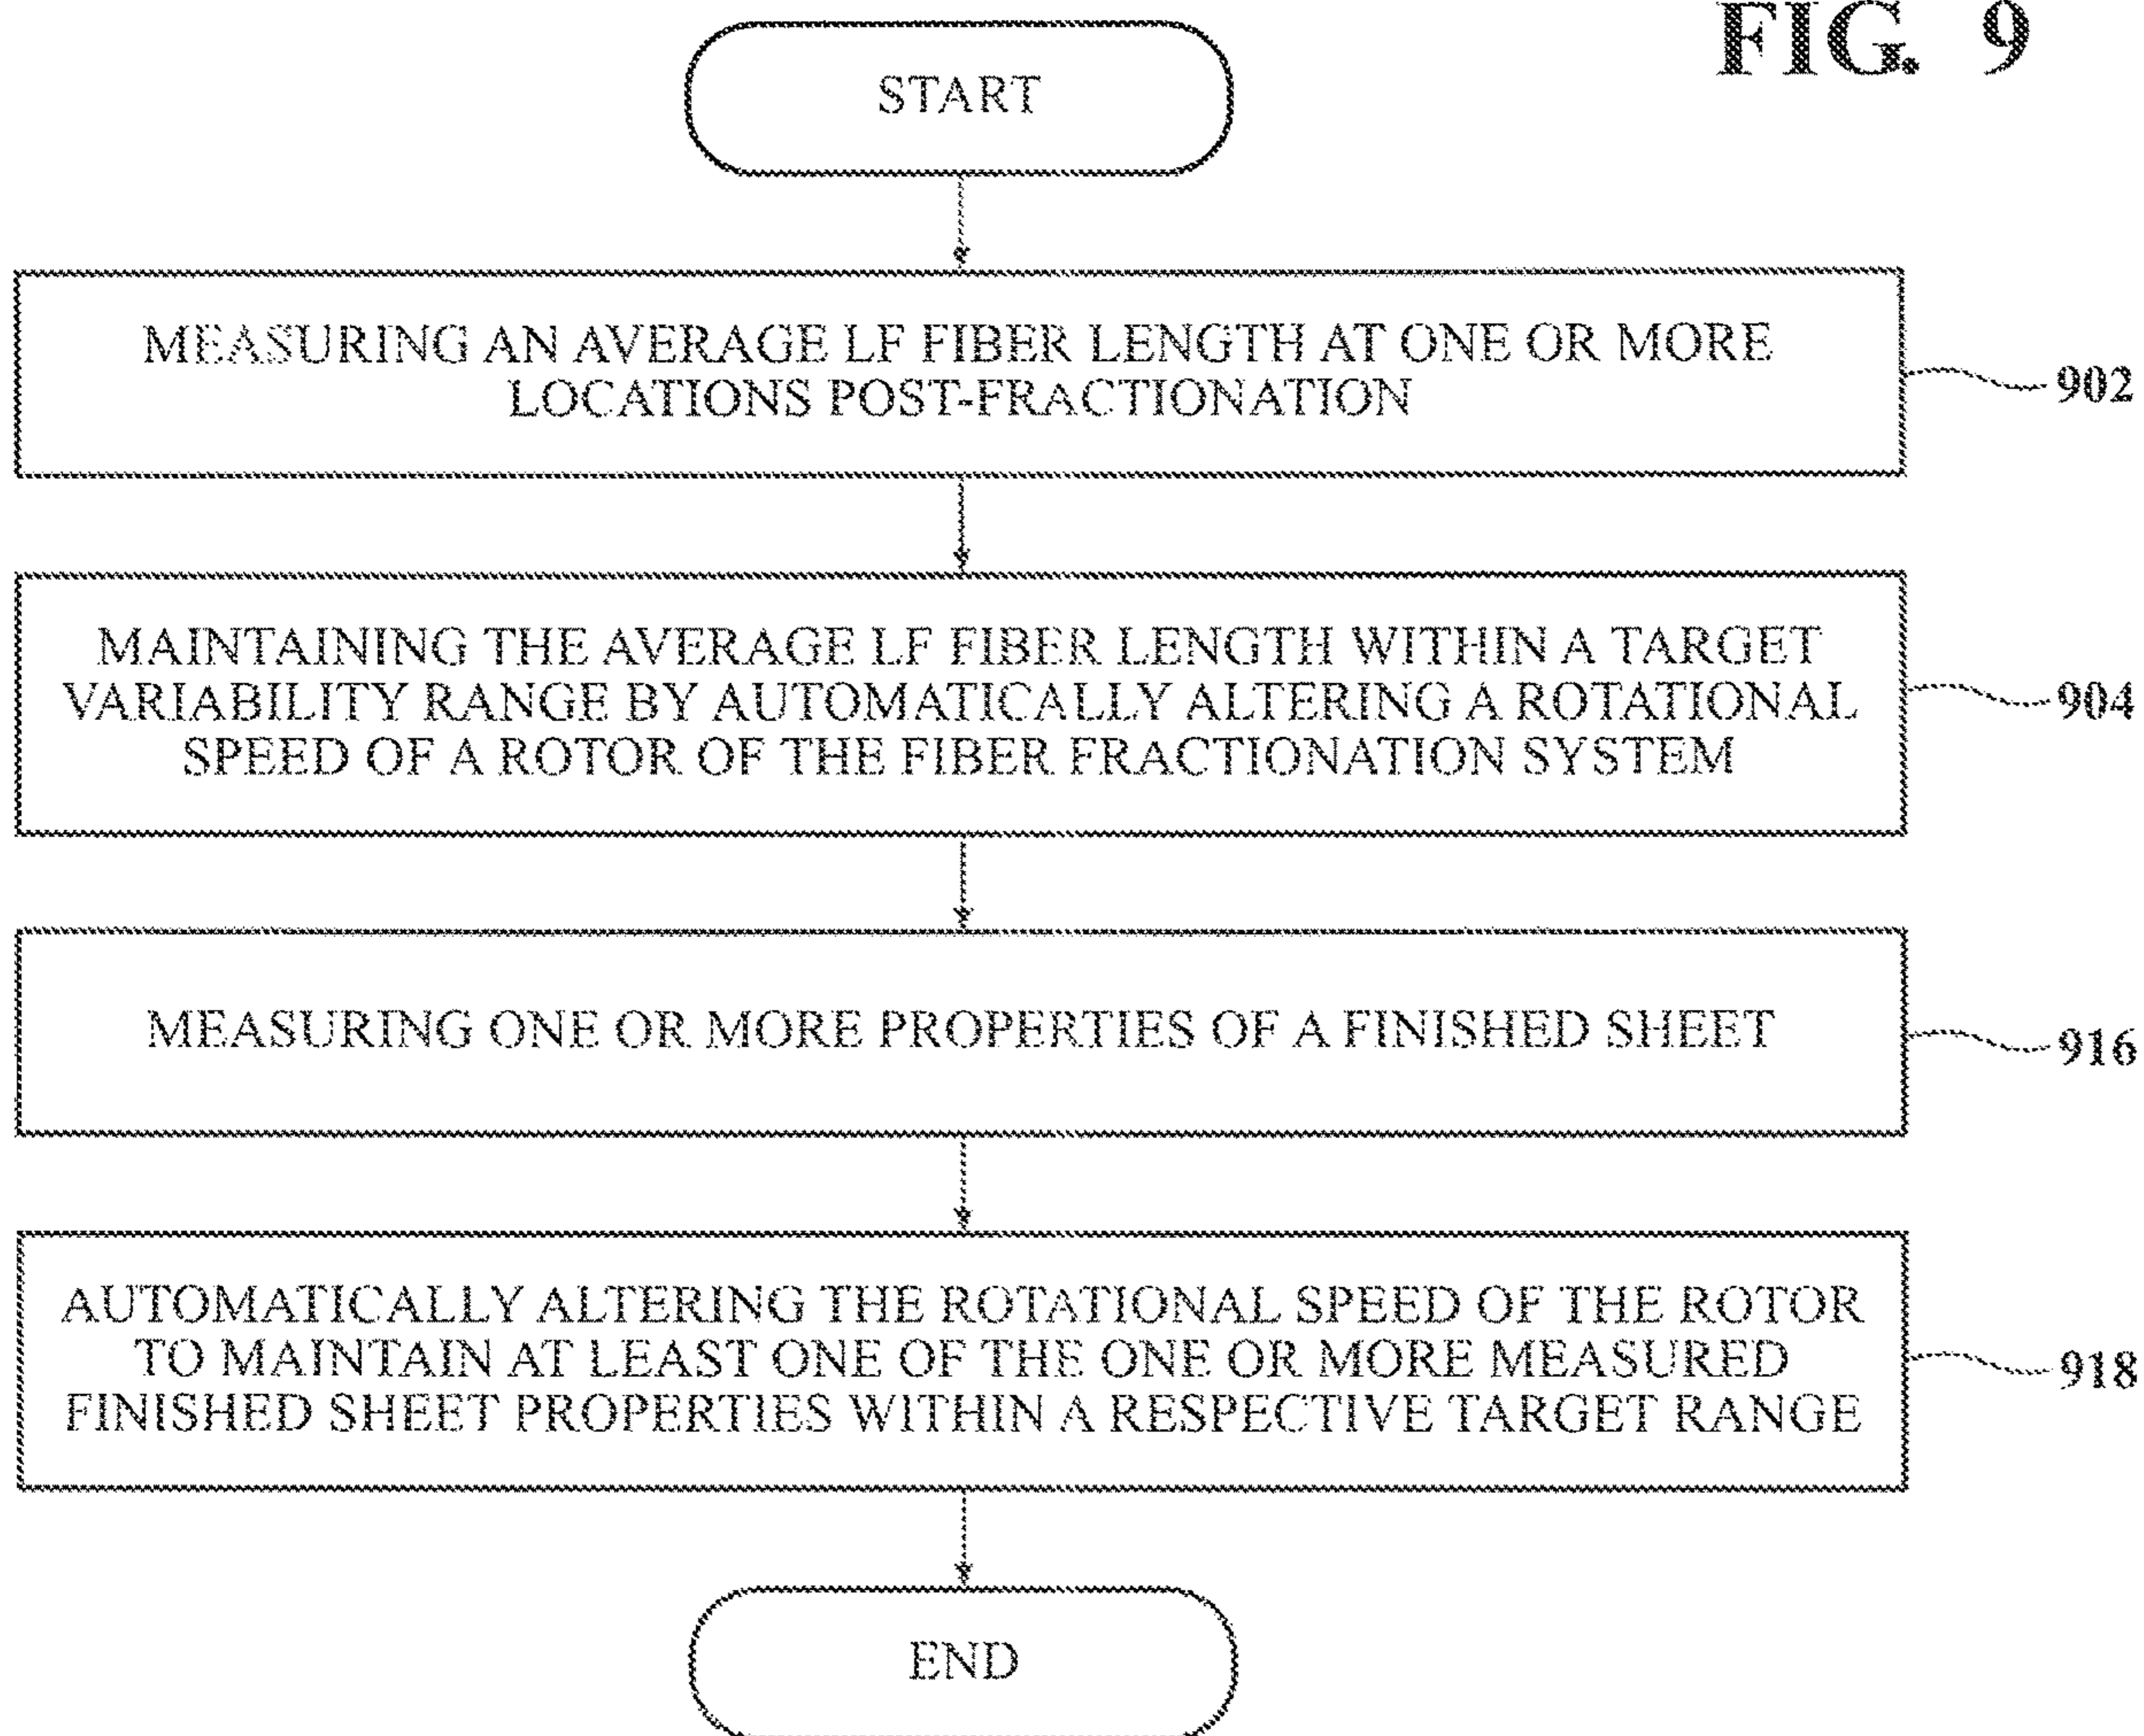 FIG. 9
START
MEASURING AN AVERAGE LF FIBER LENGTH AT ONE OR MORE
LOCATIONS POST-FRACTIONATION
902
MAINTAINING THE AVERAGE LF FIBER LENGTH WITHIN A TARGET
VARIABILITY RANGE BY AUTOMATICALLY ALTERING A ROTATIONAL
SPEED OF A ROTOR OF THE FIBER FRACTIONATION SYSTEM
904
MEASURING ONE OR MORE PROPERTIES OF A FINISHED SHEET
916
AUTOMATICALLY ALTERING THE ROTATIONAL SPEED OF THE ROTOR
TO MAINTAIN AT LEAST ONE OF THE ONE OR MORE MEASURED
FINISHED SHEET PROPERTIES WITHIN A RESPECTIVE TARGET RANGE
918
END